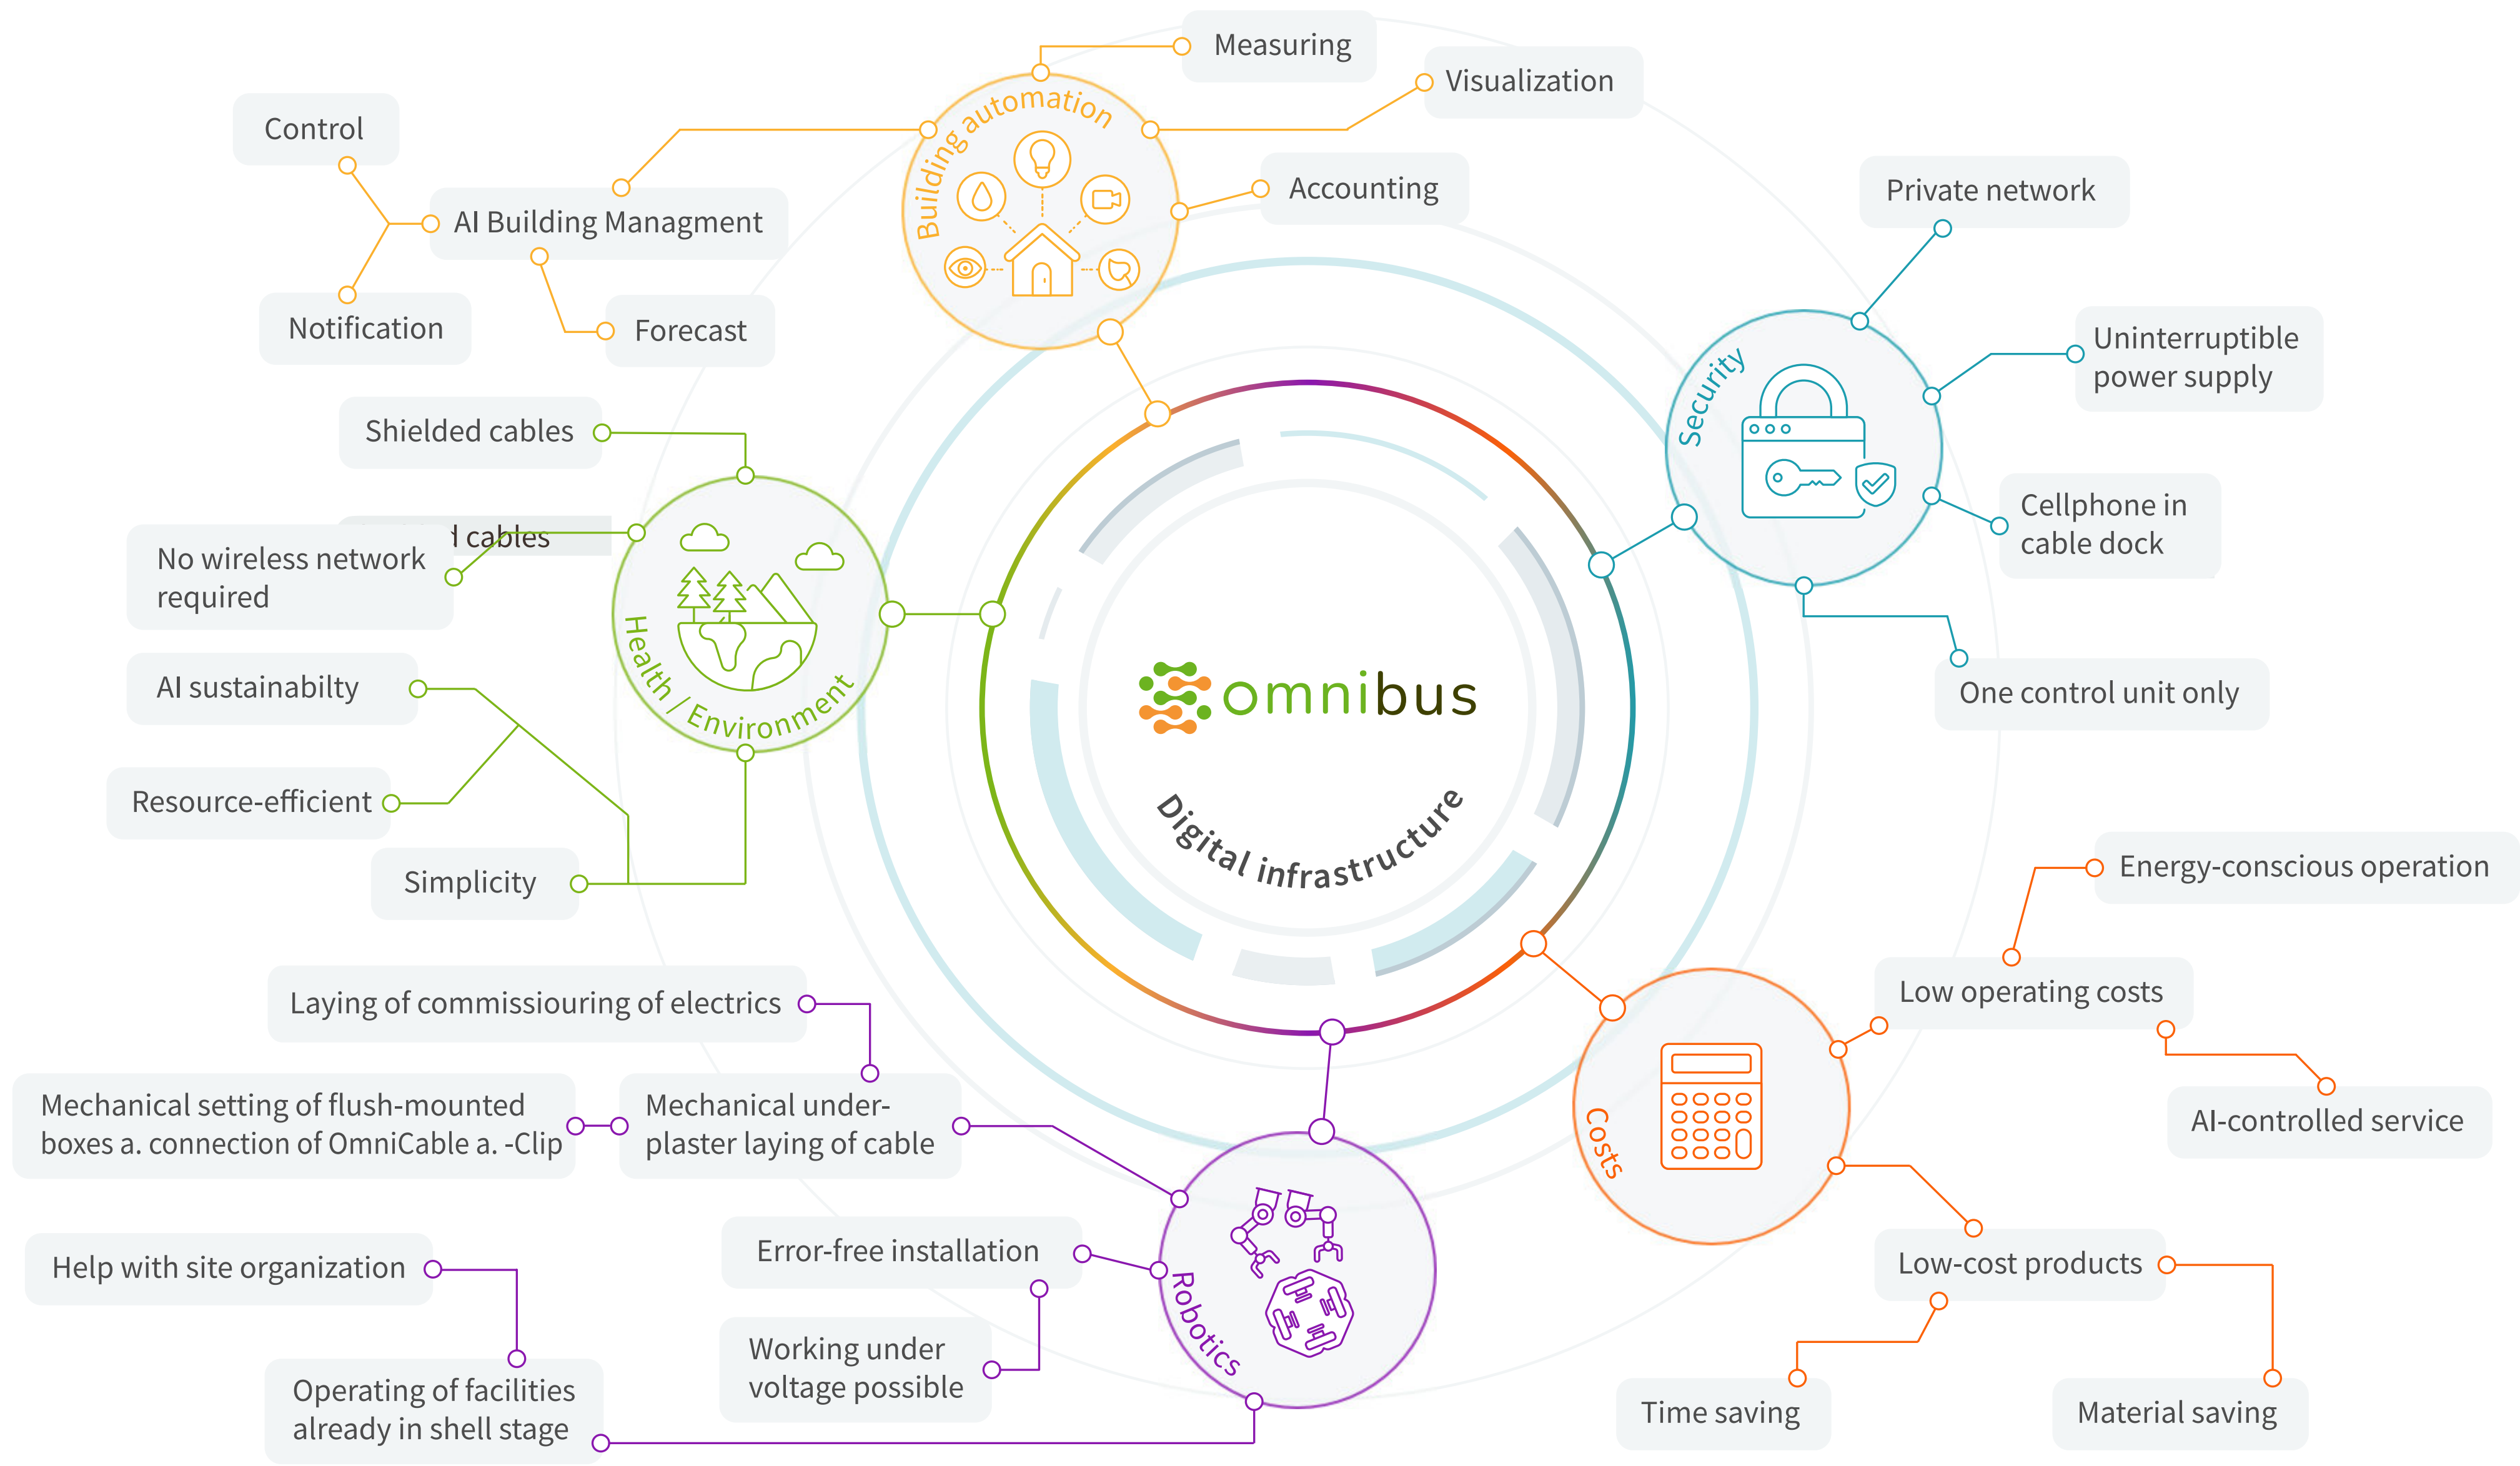 Measuring
Visualization
Accounting
Building automation
Control
AI Building Managment
Notification
Forecast
Private network
Uninterruptible
power supply
Security
Cellphone in
cable dock
One control unit only
Shielded cables
cables
No wireless network
required
AI sustainabilty
Resource-efficient
Simplicity
Health / Environment
omnibus
Digital infrastructure
Energy-conscious operation
Low operating costs
AI-controlled service
Costs
Low-cost products
Time saving
Material saving
Laying of commissiouring of electrics
Mechanical setting of flush-mounted
boxes a. connection of OmniCable a. -Clip
Mechanical under-
plaster laying of cable
Error-free installation
Working under
voltage possible
Robotics
Help with site organization
Operating of facilities
already in shell stage